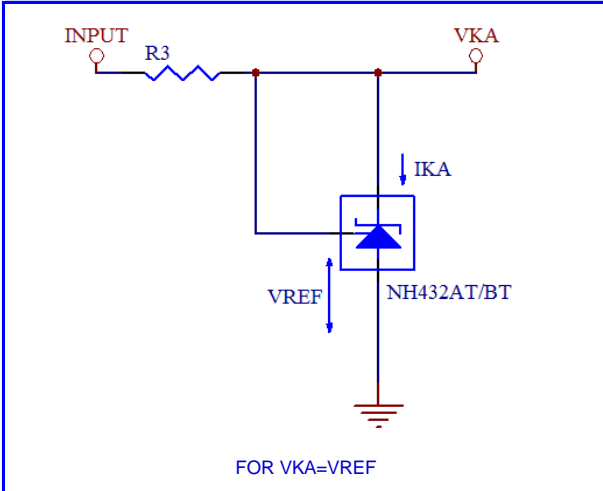 INPUT
VKA
R3
IKA
VREF
NH432AT/BT
FOR VKA=VREF